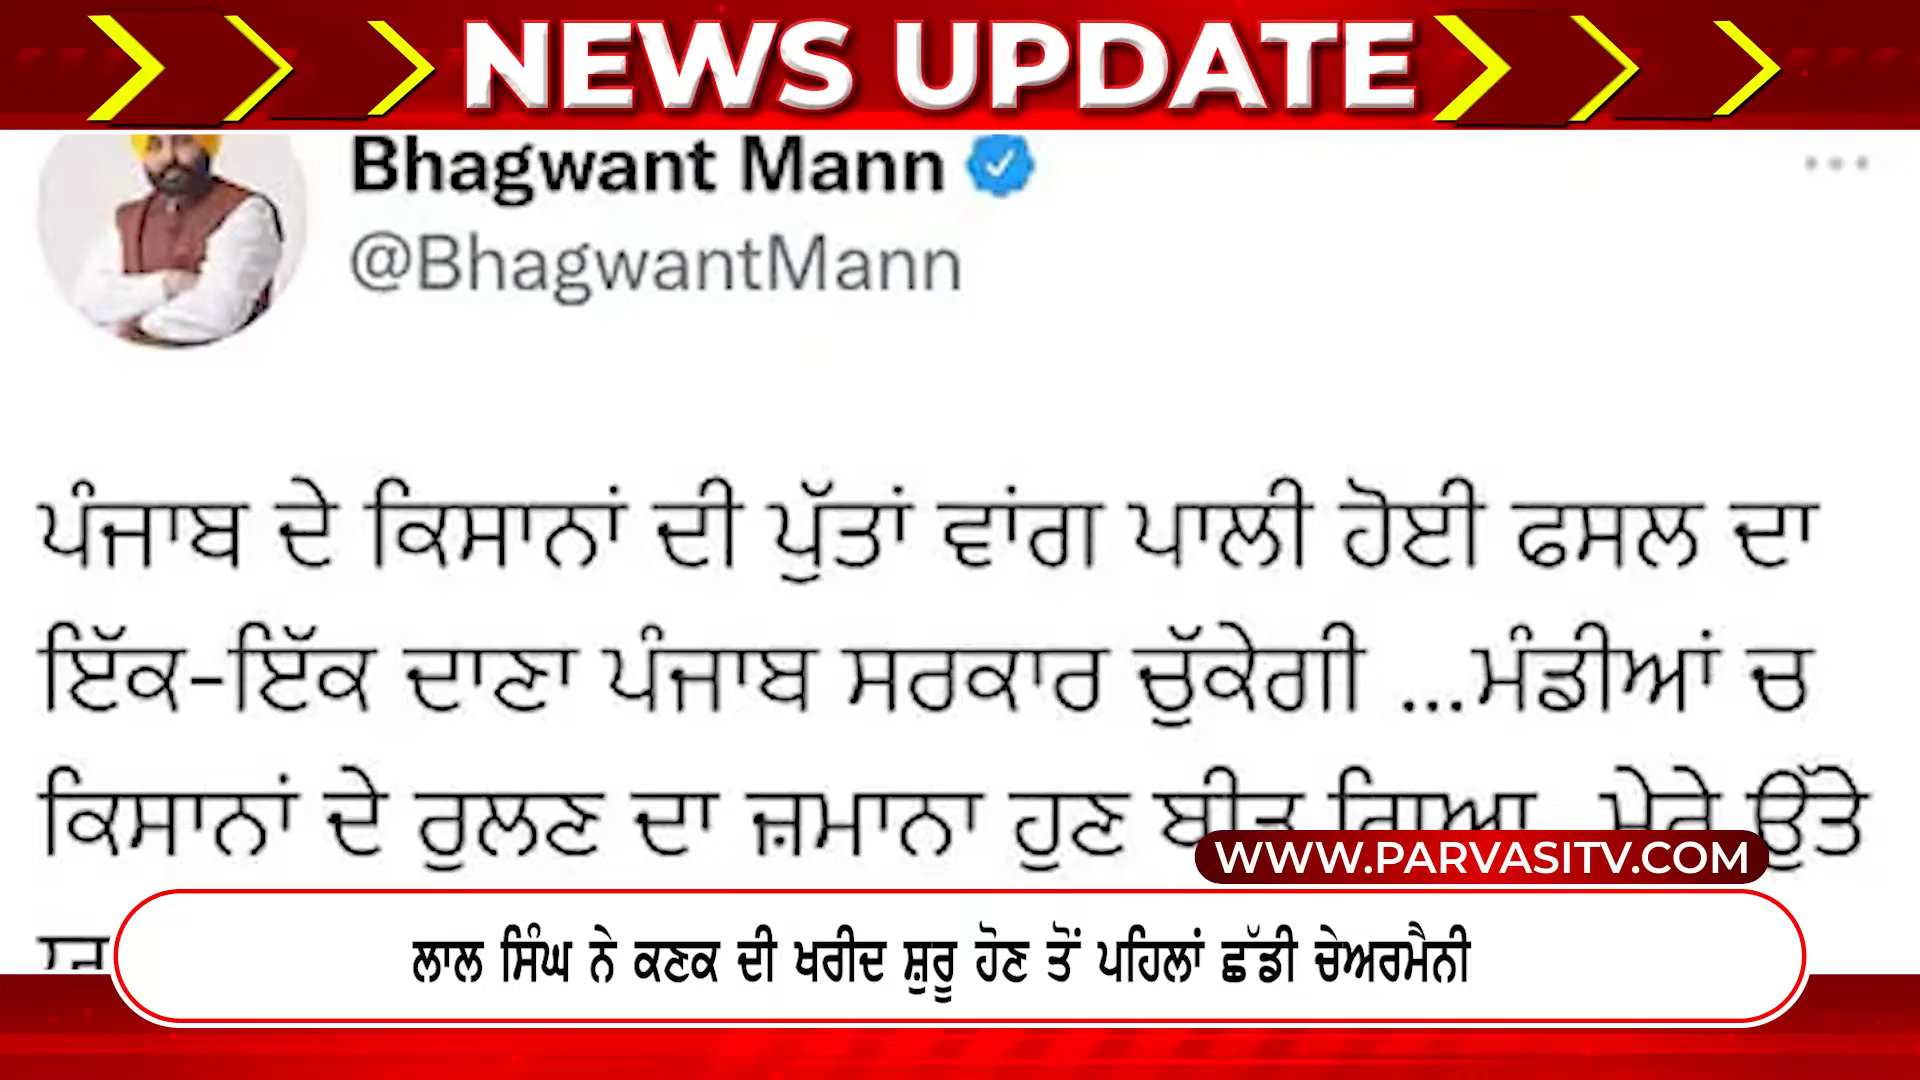 NEWS UPDATE
Bhagwant Mann
@BhagwantMann
ਪੰਜਾਬ ਦੇ ਕਿਸਾਨਾਂ ਦੀ ਪੁੱਤਾਂ ਵਾਂਗ ਪਾਲੀ ਹੋਈ ਫਸਲ ਦਾ
ਇੱਕ-ਇੱਕ ਦਾਣਾ ਪੰਜਾਬ ਸਰਕਾਰ ਚੁੱਕੇਗੀ ...ਮੰਡੀਆਂ ਚ
ਕਿਸਾਨਾਂ ਦੇ ਰੁਲਣ ਦਾ ਜ਼ਮਾਨਾ ਹੁਣ ਬੀਤ ਗਿਆ ..ਮੇਰੇ ਉੱਤੇ
WWW.PARVASITV.COM
ਲਾਲ ਸਿੰਘ ਨੇ ਕਣਕ ਦੀ ਖਰੀਦ ਸ਼ੁਰੂ ਹੋਣ ਤੋਂ ਪਹਿਲਾਂ ਛੱਡੀ ਚੇਅਰਮੈਨੀ